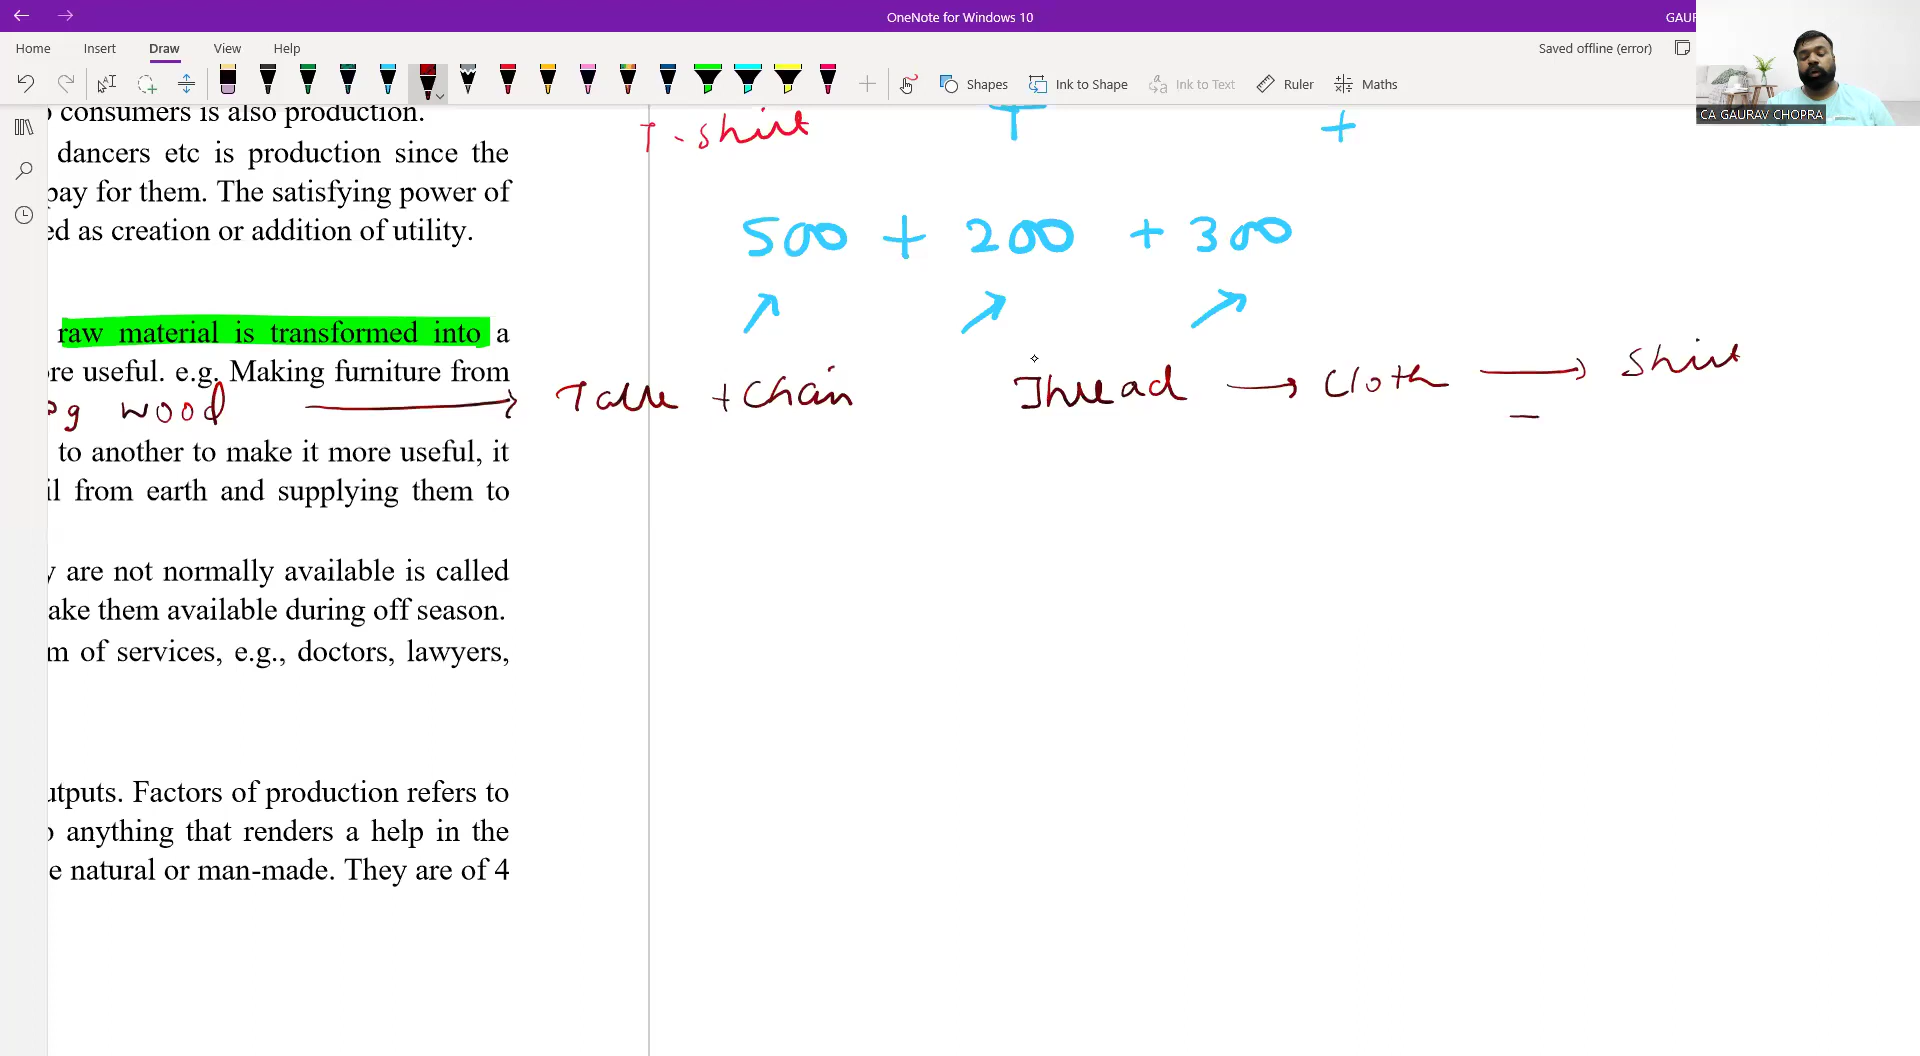 OneNote for Windows 10
GAUR
Home Insert Draw View Help
Saved offline (error)
Shapes Ink to Shape Ink to Text Ruler Maths
CA GAURAV CHOPRA
consumers is also production.
dancers etc is production since the
pay for them. The satisfying power of
ed as creation or addition of utility.
T-shirt
500 + 200 + 300
raw material is transformed into a
re useful. e.g. Making furniture from
eg wood → Table + Chair
Thread → Cloth → Shirt
to another to make it more useful, it
il from earth and supplying them to
y are not normally available is called
ake them available during off season.
m of services, e.g., doctors, lawyers,
utputs. Factors of production refers to
o anything that renders a help in the
e natural or man-made. They are of 4